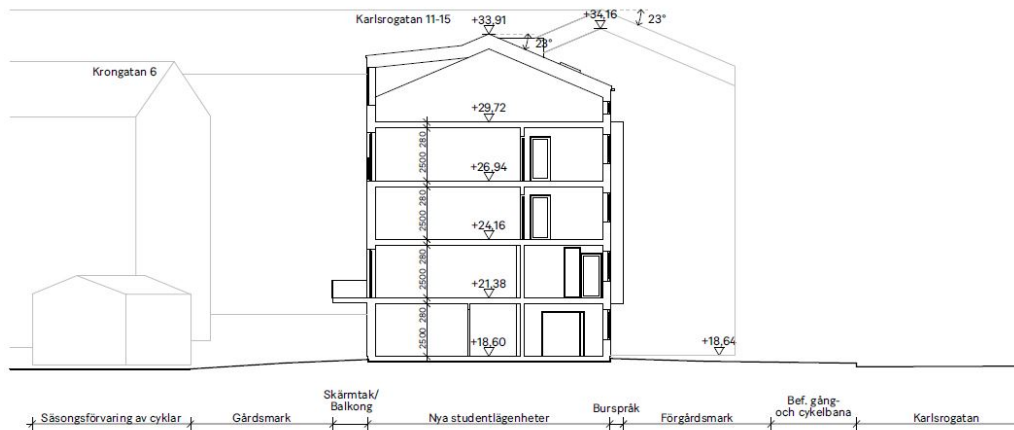 Karlsrogatan 11-15
+33,91
+34,16
23°
23°
Krongatan 6
+29,72
280
2500
+26,94
280
2500
+24,16
280
2500
+21,38
280
2500
+18,60
+18,64
Säsongsförvaring av cyklar
Gårdsmark
Skärmtak/
Balkong
Nya studentlägenheter
Burspråk
Förgårdsmark
Bef. gång-
och cykelbana
Karlsrogatan